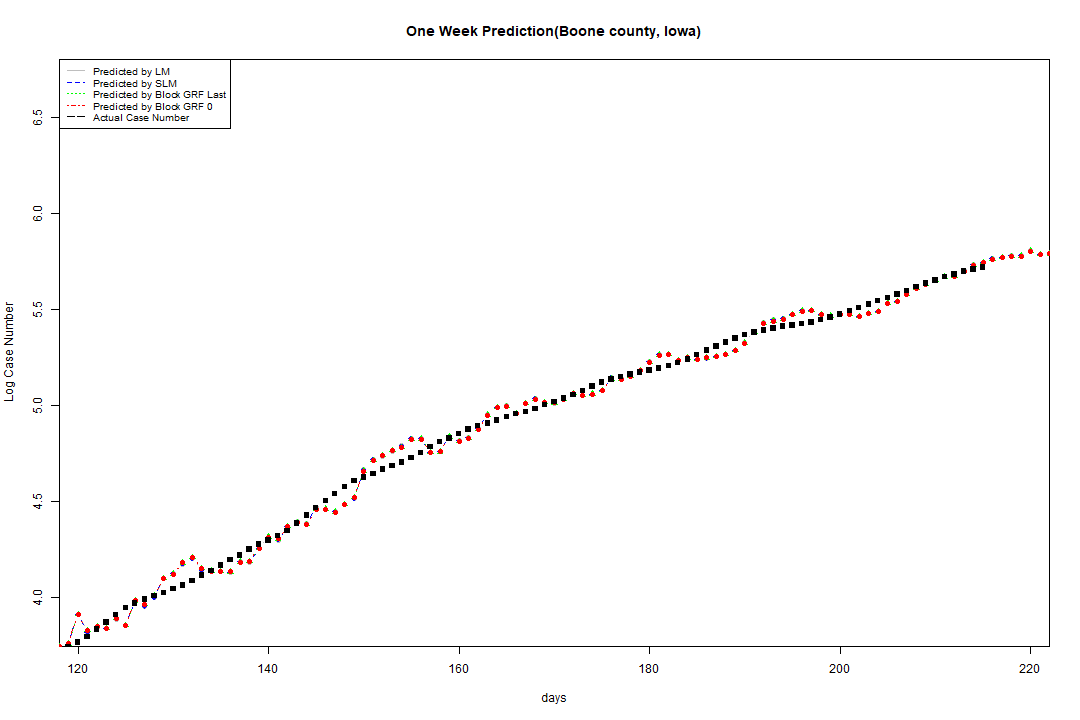 One Week Prediction(Boone county, Iowa)
Predicted by LM
Predicted by SLM
Predicted by Block GRF Last
Predicted by Block GRF 0
Actual Case Number
6.5
6.0
5.5
5.0
4.5
4.0
Log Case Number
120 140 160 180 200 220
days